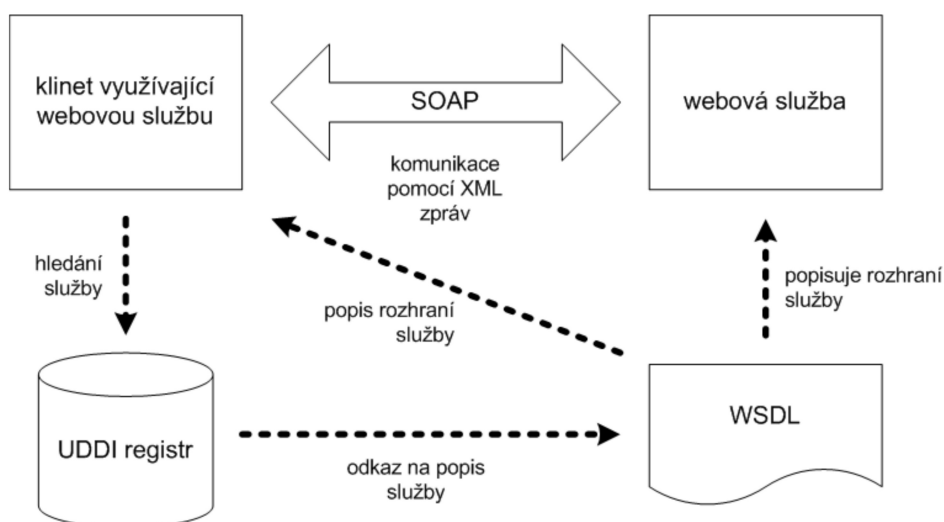 klinet využívající
webovou službu
SOAP
webová služba
komunikace
pomocí XML
zpráv
hledání
služby
popis rozhraní
služby
popisuje rozhraní
služby
UDDI registr
odkaz na popis
služby
WSDL